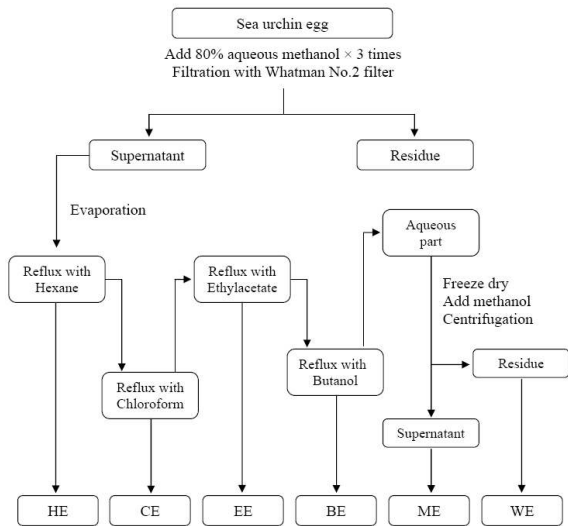 Sea urchin egg
Add 80% aqueous methanol × 3 times
Filtration with Whatman No.2 filter
Supernatant
Residue
Evaporation
Aqueous
part
Reflux with
Hexane
Reflux with
Ethylacetate
Freeze dry
Add methanol
Centrifugation
Reflux with
Chloroform
Reflux with
Butanol
Residue
Supernatant
HE
CE
EE
BE
ME
WE